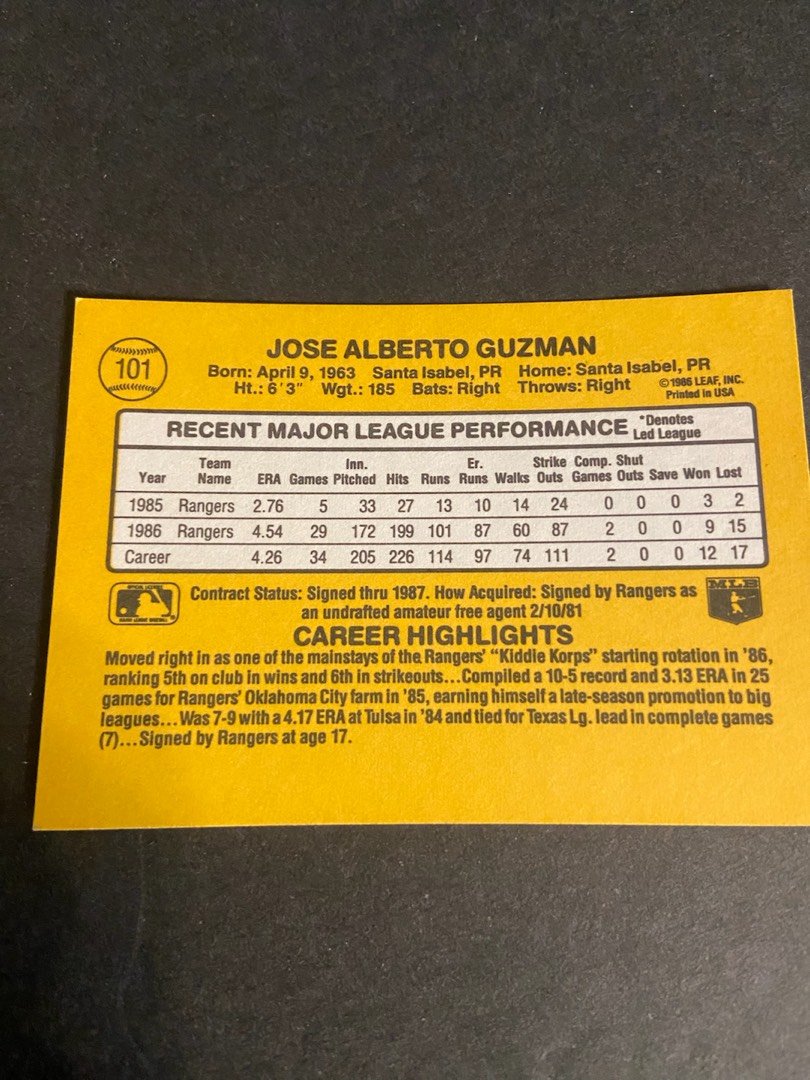 101
JOSE ALBERTO GUZMAN
Born: April 9, 1963 Santa Isabel, PR Home: Santa Isabel, PR
Ht.: 6'3" Wgt.: 185 Bats: Right Throws: Right
©1986 LEAF, INC.
Printed in USA
RECENT MAJOR LEAGUE PERFORMANCE *Denotes Led League
Year Team Name ERA Games Inn. Pitched Hits Runs Er. Runs Walks Strike Outs Comp. Games Shut Outs Save Won Lost
1985 Rangers 2.76 5 33 27 13 10 14 24 0 0 0 3 2
1986 Rangers 4.54 29 172 199 101 87 60 87 2 0 0 9 15
Career 4.26 34 205 226 114 97 74 111 2 0 0 12 17
Contract Status: Signed thru 1987. How Acquired: Signed by Rangers as
an undrafted amateur free agent 2/10/81
MLB
CAREER HIGHLIGHTS
Moved right in as one of the mainstays of the Rangers' "Kiddie Korps" starting rotation in '86,
ranking 5th on club in wins and 6th in strikeouts...Compiled a 10-5 record and 3.13 ERA in 25
games for Rangers' Oklahoma City farm in '85, earning himself a late-season promotion to big
leagues...Was 7-9 with a 4.17 ERA at Tulsa in '84 and tied for Texas Lg. lead in complete games
(7)...Signed by Rangers at age 17.